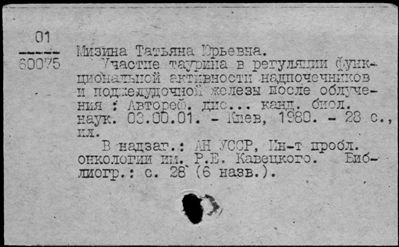 01
60075
Мизина Татьяна Юрьевна.
Участие таурина в регуляции функ-
циональной активности надпочечников
и поджелудочной железы после облуче-
ния : Автореф. дис... канд. биол.
наук. 03.00.01. - Киев, 1980. - 28 с.,
ил.
В надзаг.: АН УССР, Ин-т пробл.
онкологии им. Р.Е. Кавецкого. Биб-
лиогр.: с. 28 (6 назв.).